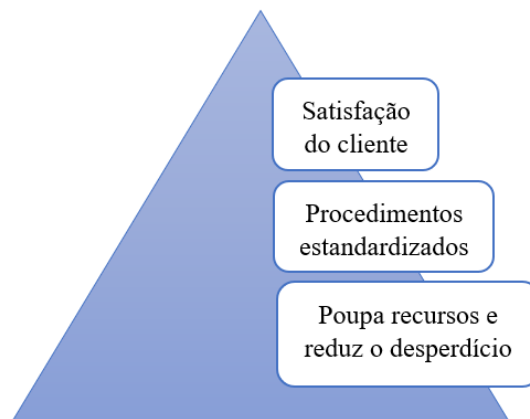 Satisfação
do cliente
Procedimentos
estandardizados
Poupa recursos e
reduz o desperdício